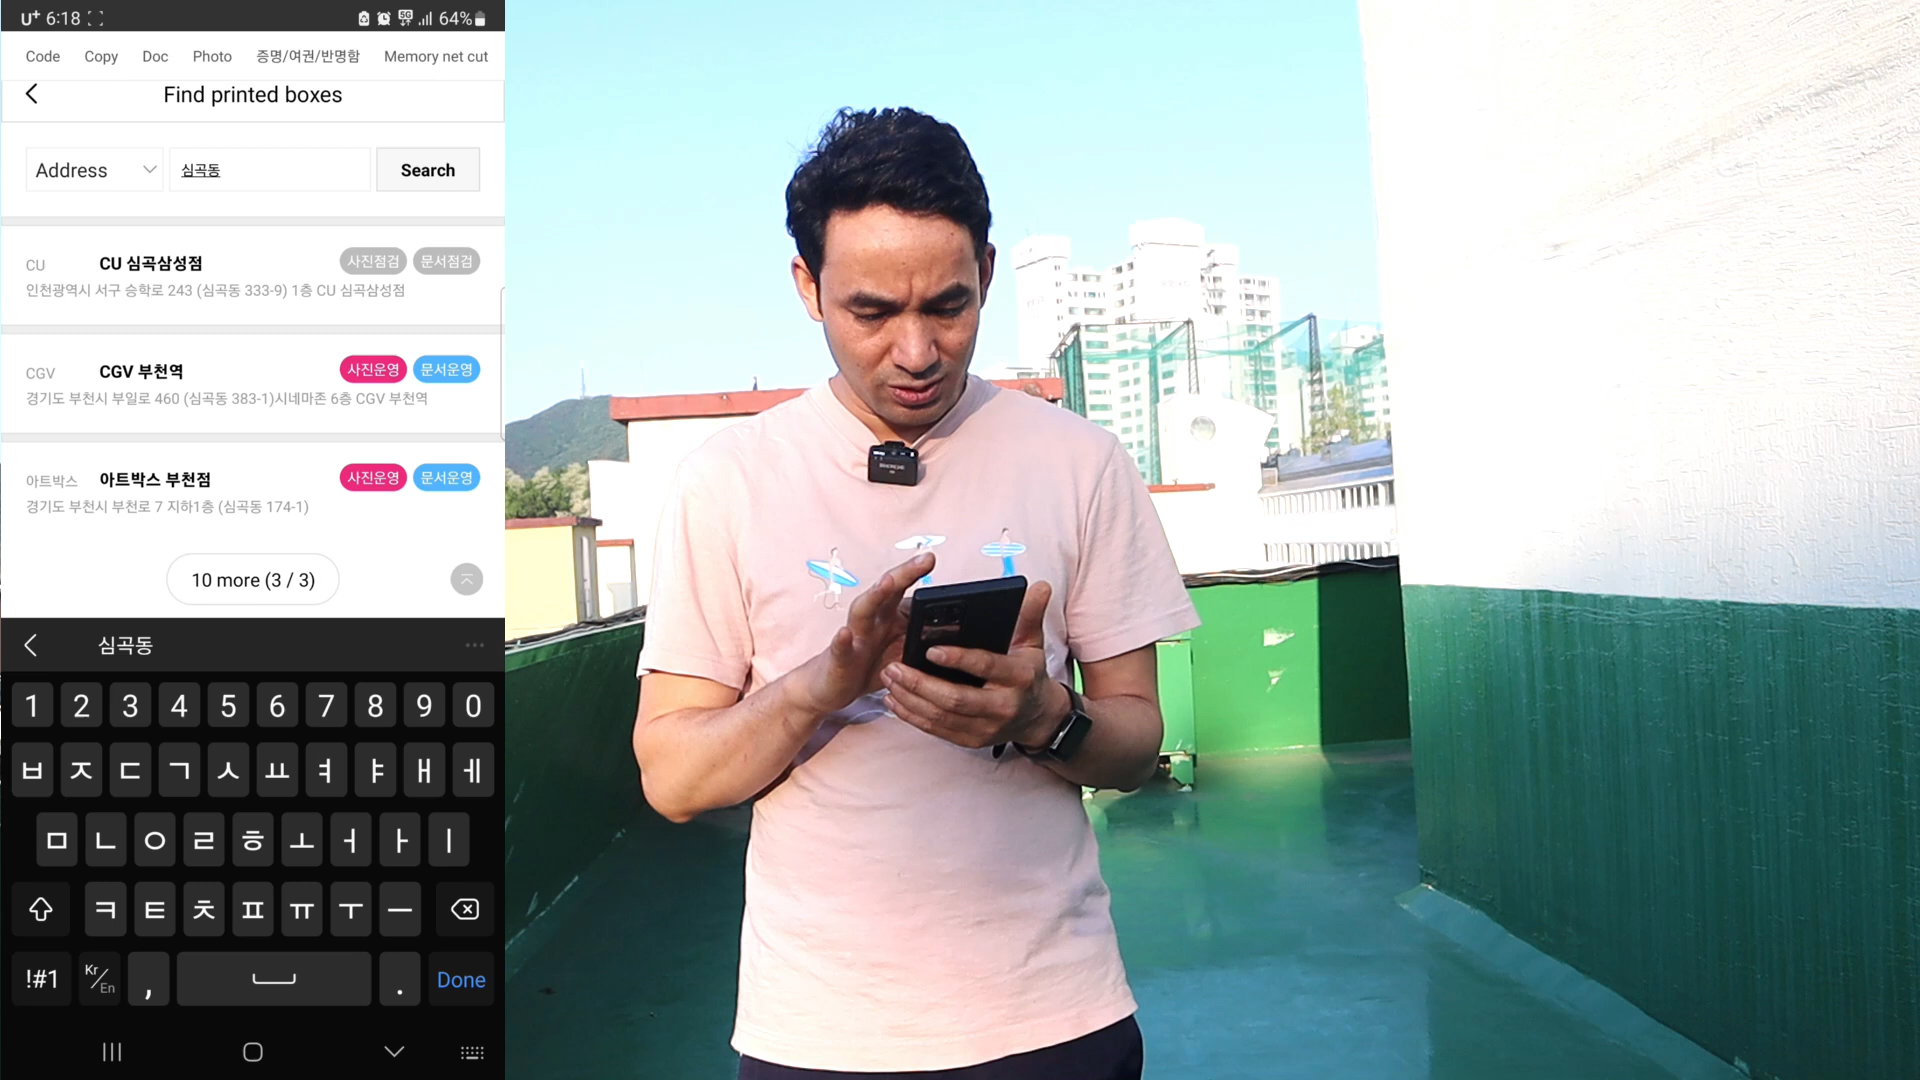 U+ 6:18 5G 64%
Code Copy Doc Photo 증명/여권/반명함 Memory net cut
Find printed boxes
Address 심곡동 Search
CU CU 심곡삼성점 사진점검 문서점검
인천광역시 서구 승학로 243 (심곡동 333-9) 1층 CU 심곡삼성점
CGV CGV 부천역 사진운영 문서운영
경기도 부천시 부일로 460 (심곡동 383-1)시네마존 6층 CGV 부천역
아트박스 아트박스 부천점 사진운영 문서운영
경기도 부천시 부천로 7 지하1층 (심곡동 174-1)
10 more (3 / 3)
심곡동
1 2 3 4 5 6 7 8 9 0
ㅂ ㅈ ㄷ ㄱ ㅅ ㅛ ㅕ ㅑ ㅐ ㅔ
ㅁ ㄴ ㅇ ㄹ ㅎ ㅗ ㅓ ㅏ ㅣ
ㅋ ㅌ ㅊ ㅍ ㅠ ㅜ ㅡ
!#1 Kr/En , . Done